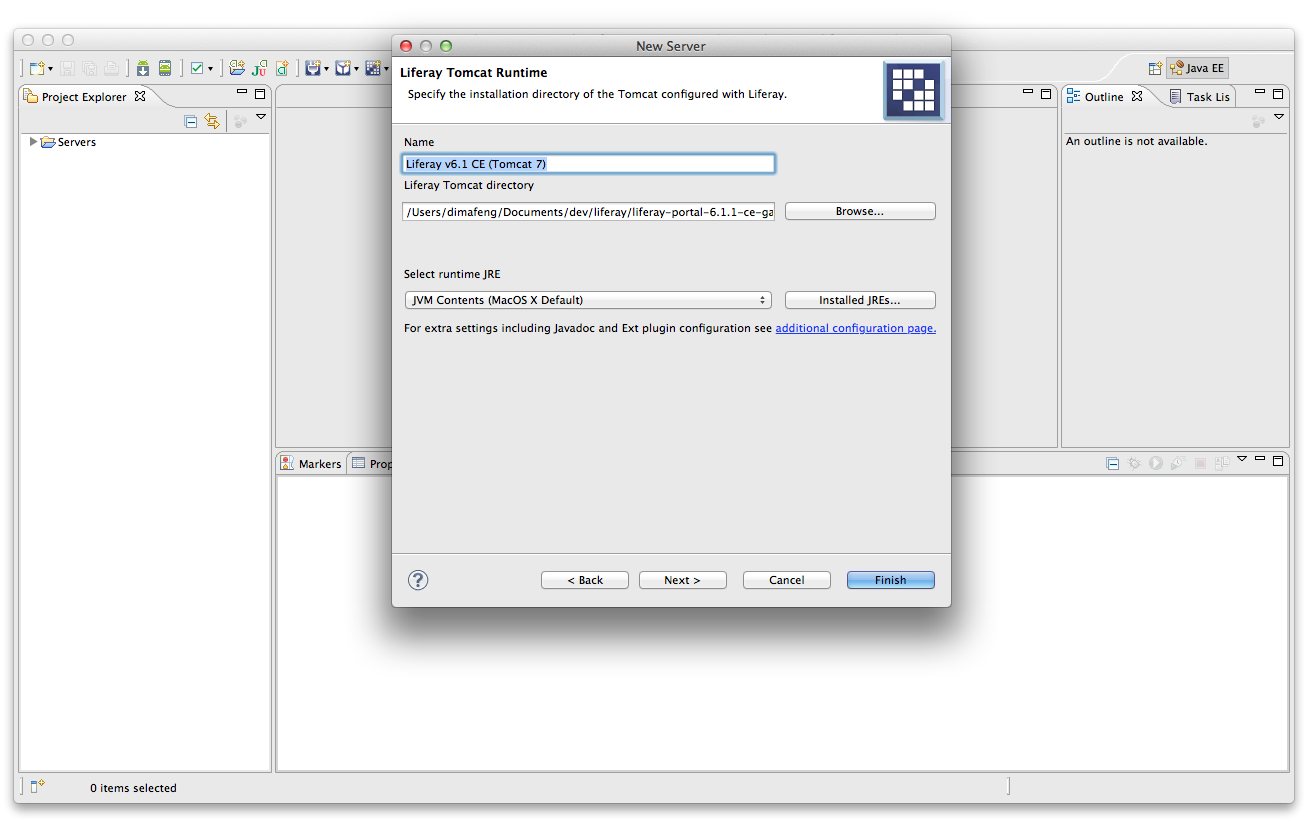 New Server
Liferay Tomcat Runtime
Specify the installation directory of the Tomcat configured with Liferay.
Java EE
Project Explorer
Outline
Task Lis
Servers
An outline is not available.
Name
Liferay v6.1 CE (Tomcat 7)
Liferay Tomcat directory
/Users/dimafeng/Documents/dev/liferay/liferay-portal-6.1.1-ce-ga
Browse...
Select runtime JRE
JVM Contents (MacOS X Default)
Installed JREs...
For extra settings including Javadoc and Ext plugin configuration see additional configuration page.
Markers
Prop
?
< Back
Next >
Cancel
Finish
0 items selected